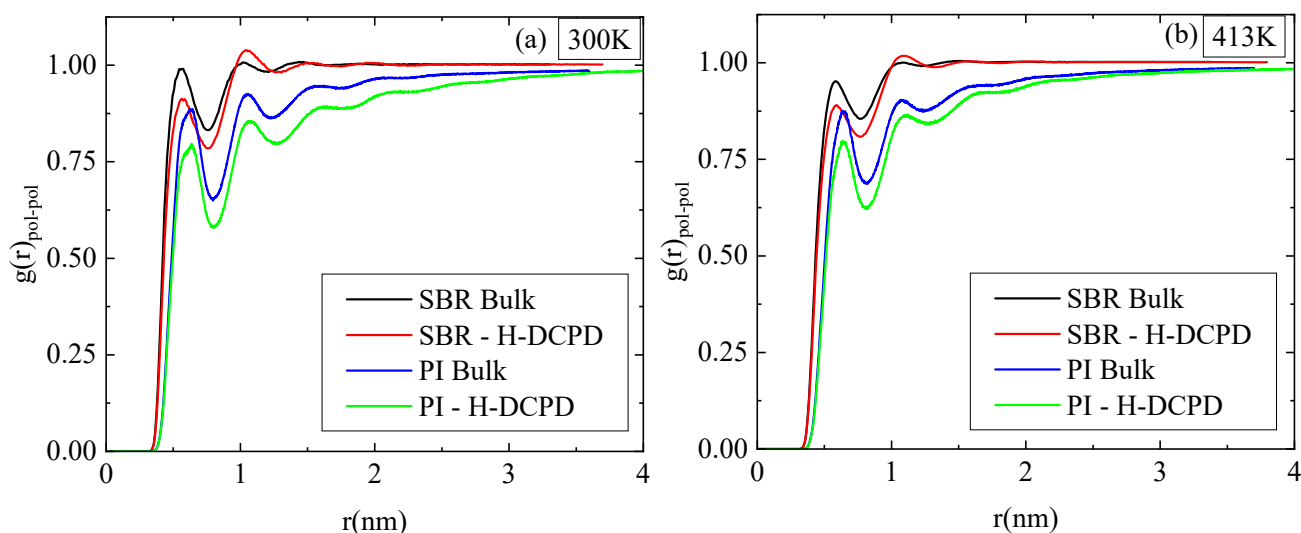 (a) 300K
1.00
0.75
0.50
0.25
0.00
g(r)pol-pol
SBR Bulk
SBR - H-DCPD
PI Bulk
PI - H-DCPD
0 1 2 3 4
r(nm)
(b) 413K
1.00
0.75
0.50
0.25
0.00
g(r)pol-pol
SBR Bulk
SBR - H-DCPD
PI Bulk
PI - H-DCPD
0 1 2 3 4
r(nm)